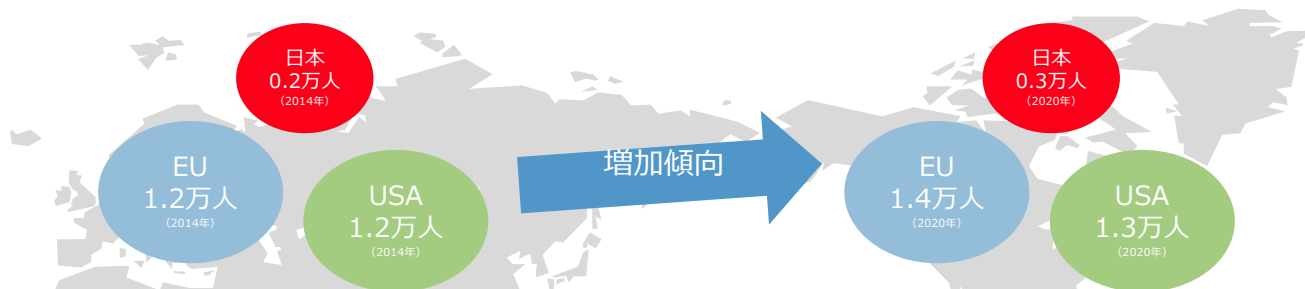 日本
0.2万人
(2014年)
EU
1.2万人
(2014年)
USA
1.2万人
(2014年)
増加傾向
日本
0.3万人
(2020年)
EU
1.4万人
(2020年)
USA
1.3万人
(2020年)